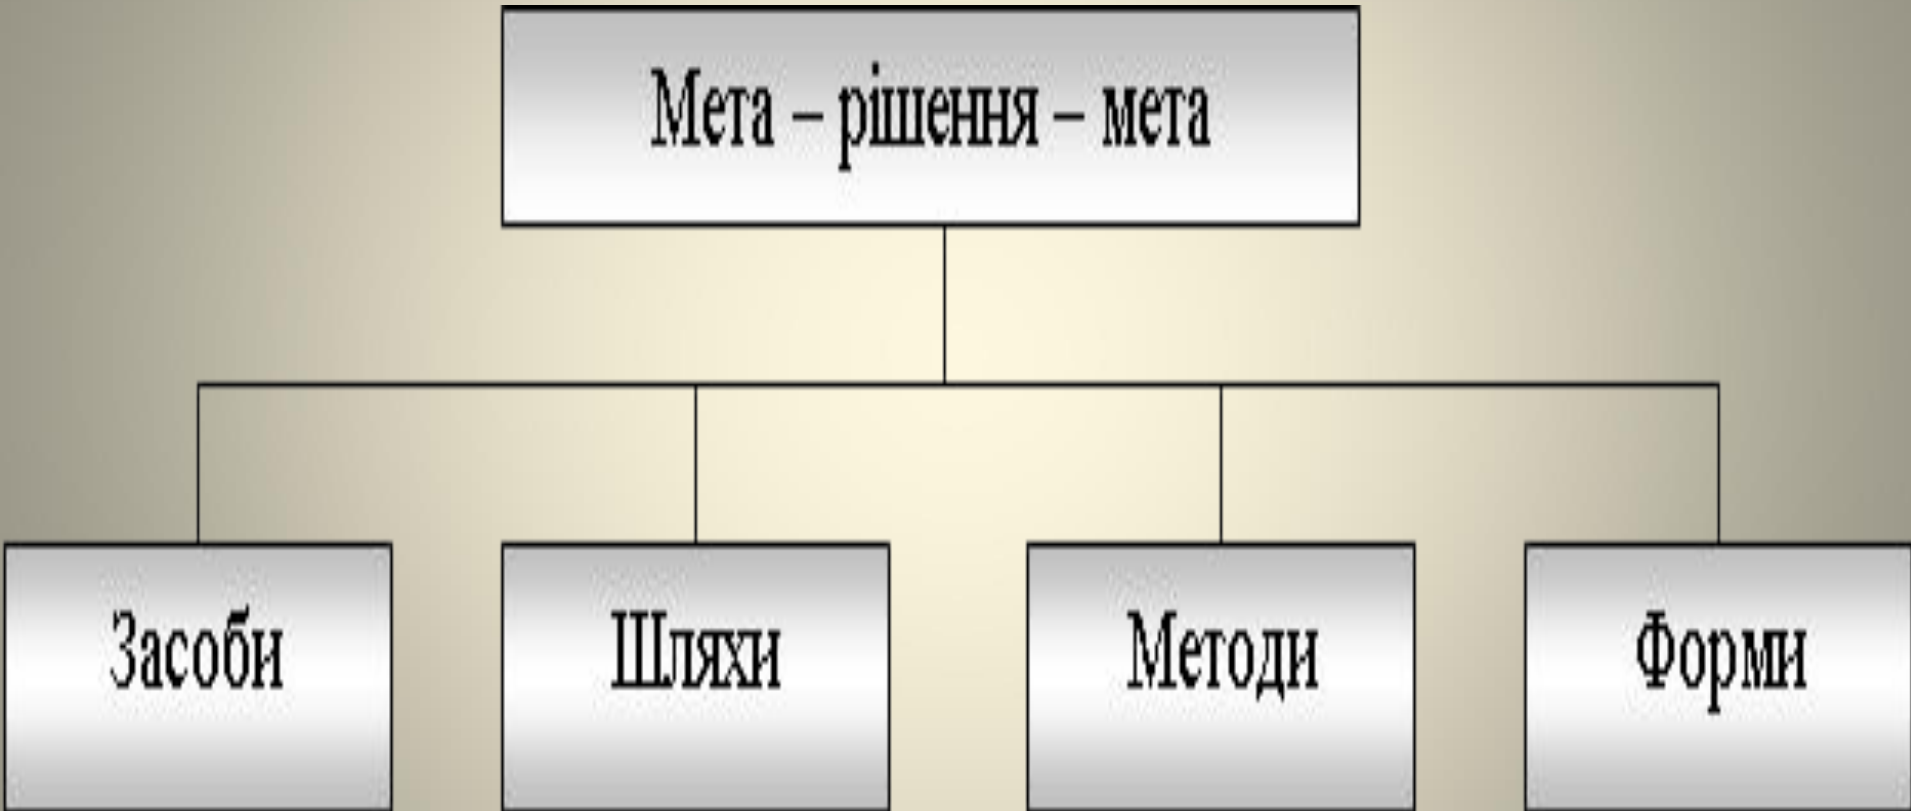 Мета – рішення – мета
Засоби
Шляхи
Методи
Форми